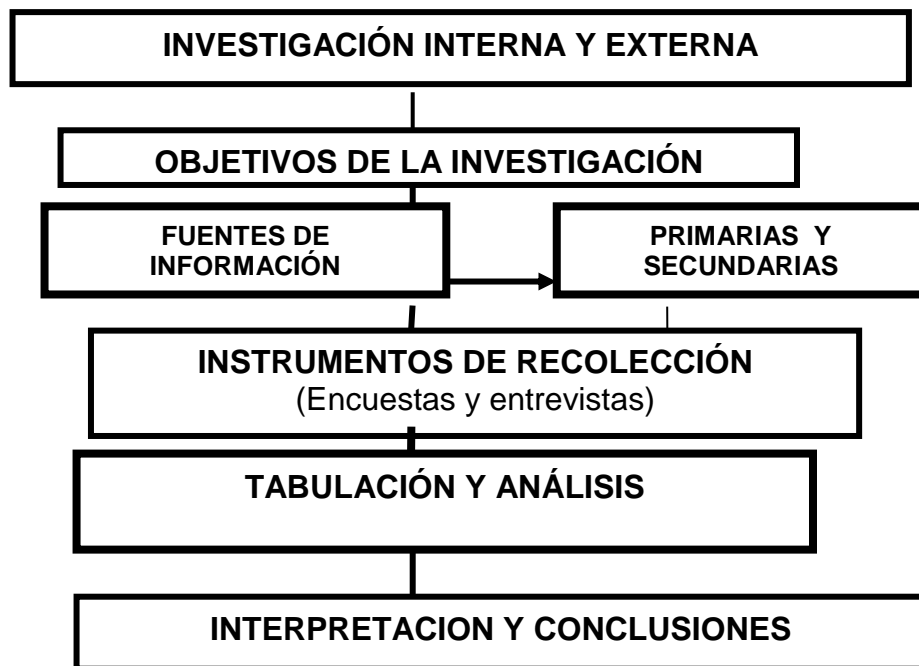 INVESTIGACIÓN INTERNA Y EXTERNA
OBJETIVOS DE LA INVESTIGACIÓN
FUENTES DE
INFORMACIÓN
PRIMARIAS Y
SECUNDARIAS
INSTRUMENTOS DE RECOLECCIÓN
(Encuestas y entrevistas)
TABULACIÓN Y ANÁLISIS
INTERPRETACION Y CONCLUSIONES